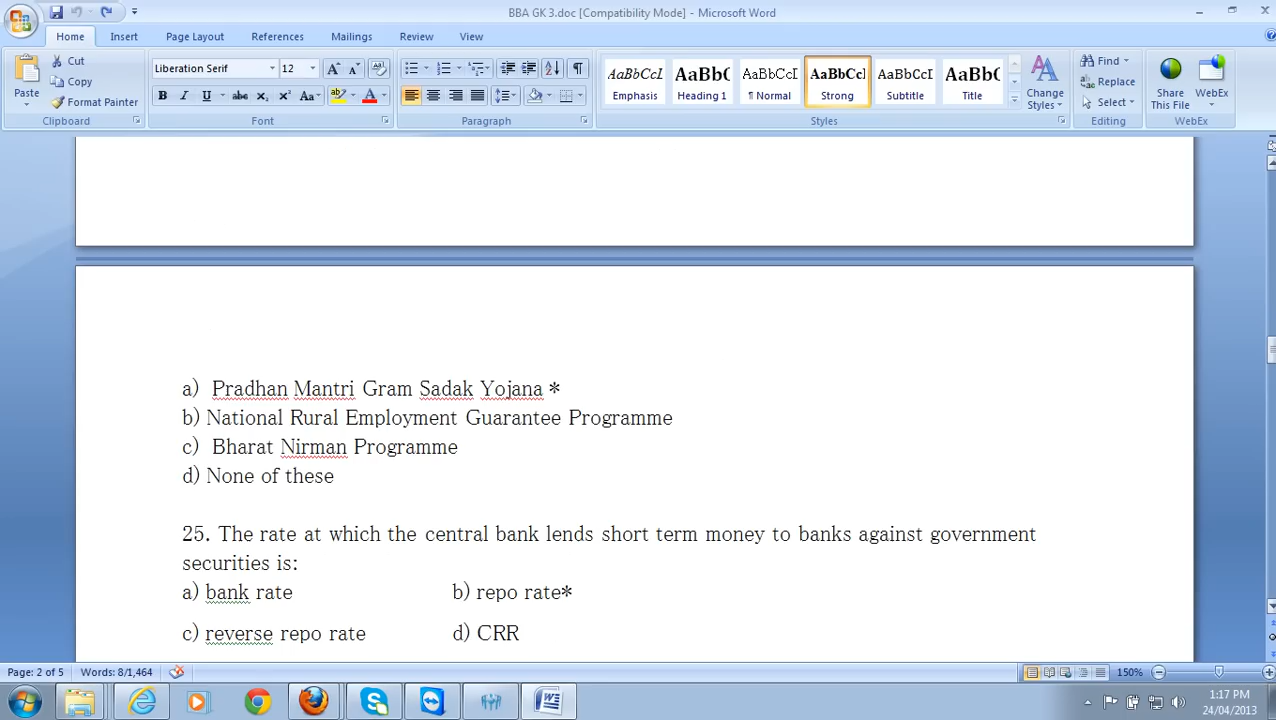 BBA GK 3.doc [Compatibility Mode] - Microsoft Word
Home Insert Page Layout References Mailings Review View
Cut
Copy
Format Painter
Paste
Clipboard
Liberation Serif 12
Font
Paragraph
AaBbCcI AaBbC AaBbCcI AaBbCcI AaBbCcI AaBbC
Emphasis Heading 1 ¶ Normal Strong Subtitle Title
Change Styles
Styles
Find
Replace
Select
Editing
Share This File
WebEx
WebEx
a) Pradhan Mantri Gram Sadak Yojana *
b) National Rural Employment Guarantee Programme
c) Bharat Nirman Programme
d) None of these
25. The rate at which the central bank lends short term money to banks against government
securities is:
a) bank rate b) repo rate*
c) reverse repo rate d) CRR
Page: 2 of 5 Words: 8/1,464 150%
1:17 PM
24/04/2013